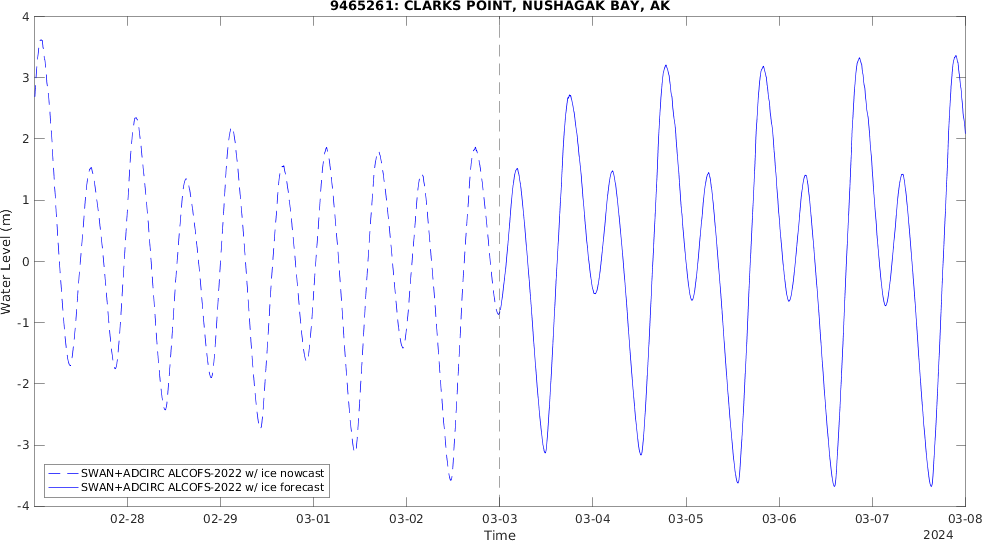 9465261: CLARKS POINT, NUSHAGAK BAY, AK
4
3
2
1
0
-1
-2
-3
-4
Water Level (m)
SWAN+ADCIRC ALCOFS-2022 w/ ice nowcast
SWAN+ADCIRC ALCOFS-2022 w/ ice forecast
02-28 02-29 03-01 03-02 03-03 03-04 03-05 03-06 03-07 03-08
Time
2024